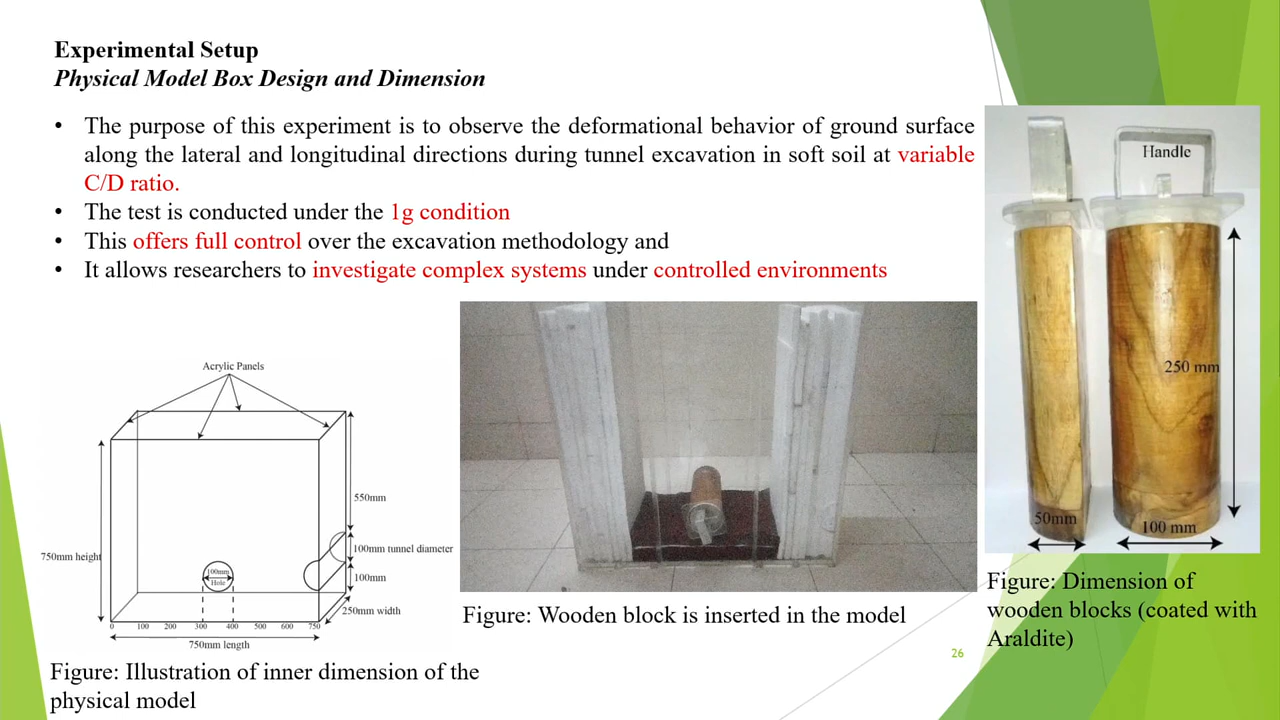 Experimental Setup
Physical Model Box Design and Dimension
• The purpose of this experiment is to observe the deformational behavior of ground surface
along the lateral and longitudinal directions during tunnel excavation in soft soil at variable
C/D ratio.
• The test is conducted under the 1g condition
• This offers full control over the excavation methodology and
• It allows researchers to investigate complex systems under controlled environments
Acrylic Panels
550mm
750mm height
100mm tunnel diameter
100mm
Hole
100mm
250mm width
0 100 200 300 400 500 600 750
750mm length
Figure: Illustration of inner dimension of the
physical model
Figure: Wooden block is inserted in the model
Handle
250 mm
50mm
100 mm
Figure: Dimension of
wooden blocks (coated with
Araldite)
26